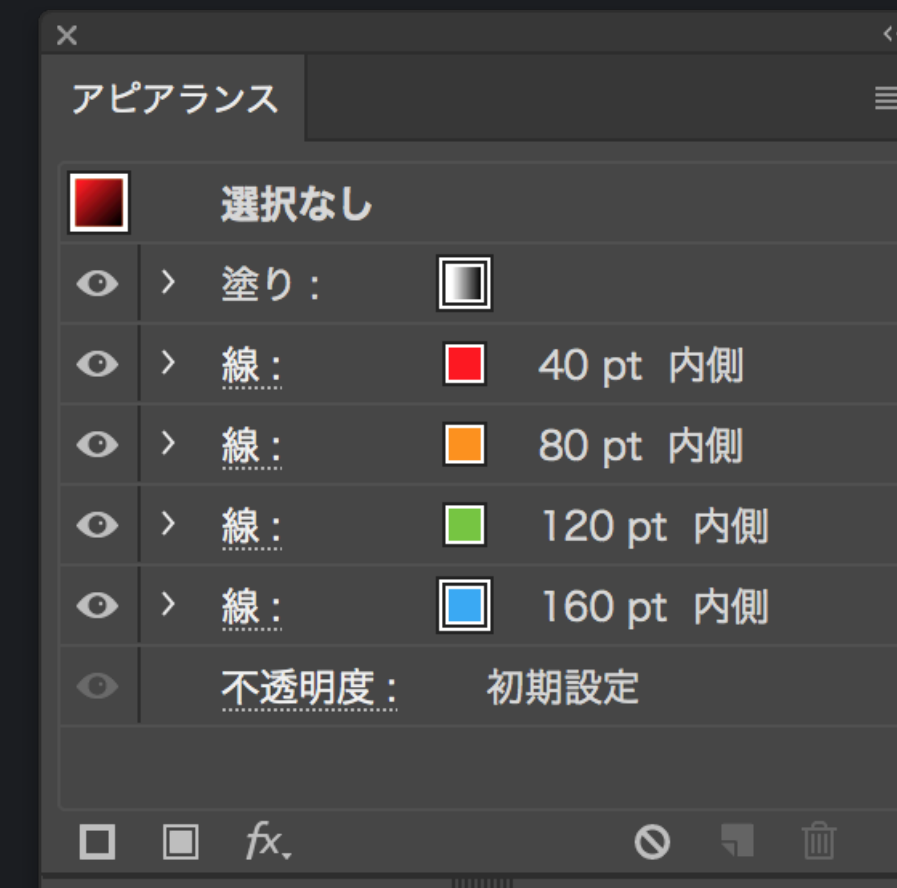 アピアランス
選択なし
塗り :
線 : 40 pt 内側
線 : 80 pt 内側
線 : 120 pt 内側
線 : 160 pt 内側
不透明度 : 初期設定
fx